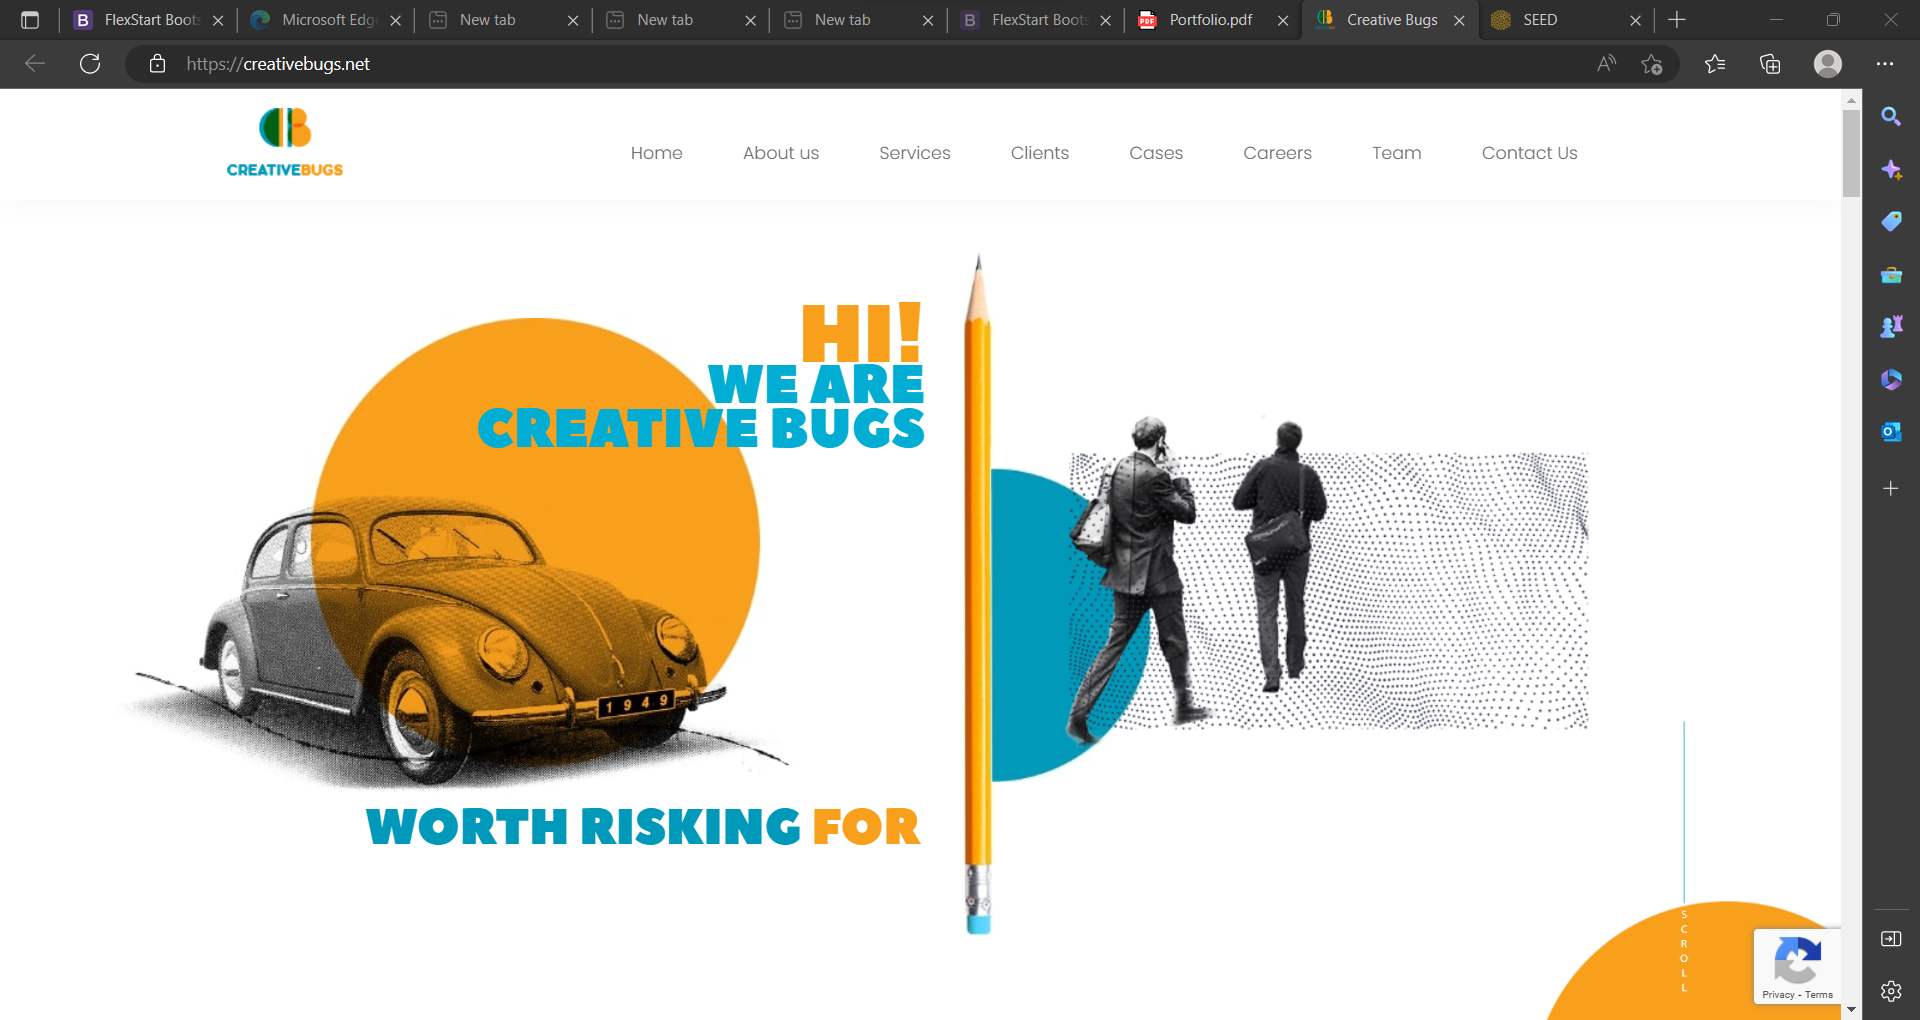 FlexStart Boots
Microsoft Edg
New tab
New tab
New tab
FlexStart Boots
Portfolio.pdf
Creative Bugs
SEED
https://creativebugs.net
CREATIVEBUGS
Home
About us
Services
Clients
Cases
Careers
Team
Contact Us
HI!
WE ARE
CREATIVE BUGS
1949
WORTH RISKING FOR
SCROLL
Privacy - Terms